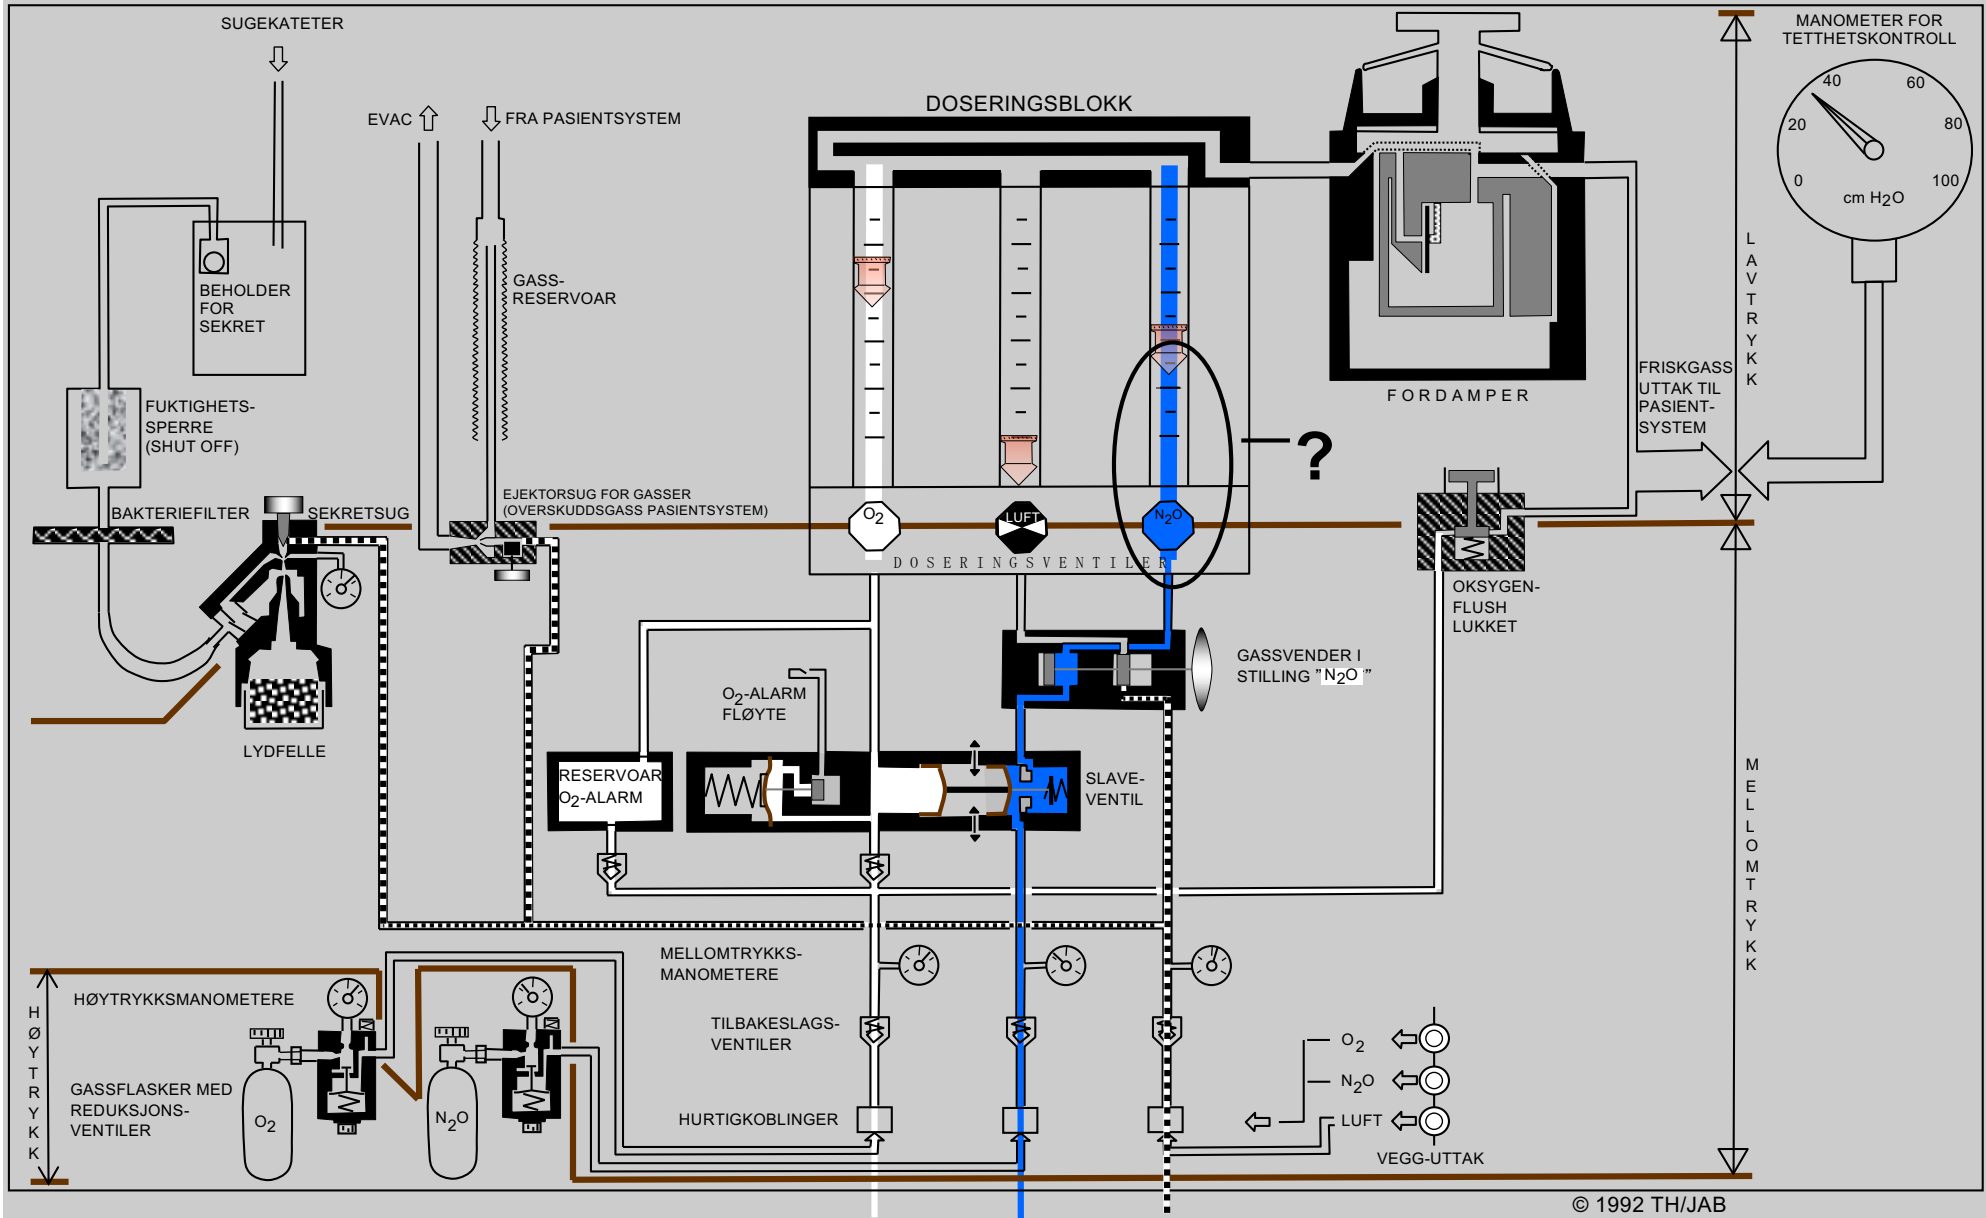 SUGEKATETER
EVAC
FRA PASIENTSYSTEM
DOSERINGSBLOKK
MANOMETER FOR
TETTHETSKONTROLL
0
20
40
60
80
100
cm H2O
GASS-
RESERVOAR
BEHOLDER
FOR
SEKRET
LAVTRYKK
FUKTIGHETS-
SPERRE
(SHUT OFF)
FORDAMPER
FRISKGASS
UTTAK TIL
PASIENT-
SYSTEM
?
BAKTERIEFILTER
SEKRETSUG
EJEKTORSUG FOR GASSER
(OVERSKUDDSGASS PASIENTSYSTEM)
O2
LUFT
N2O
DOSERINGSVENTILER
OKSYGEN-
FLUSH
LUKKET
GASSVENDER I
STILLING "N2O"
O2-ALARM
FLØYTE
LYDFELLE
RESERVOAR
O2-ALARM
SLAVE-
VENTIL
MELLOMTRYKK
MELLOMTRYKKS-
MANOMETERE
HØYTRYKK
HØYTRYKKSMANOMETERE
TILBAKESLAGS-
VENTILER
GASSFLASKER MED
REDUKSJONS-
VENTILER
O2
N2O
HURTIGKOBLINGER
O2
N2O
LUFT
VEGG-UTTAK
© 1992 TH/JAB